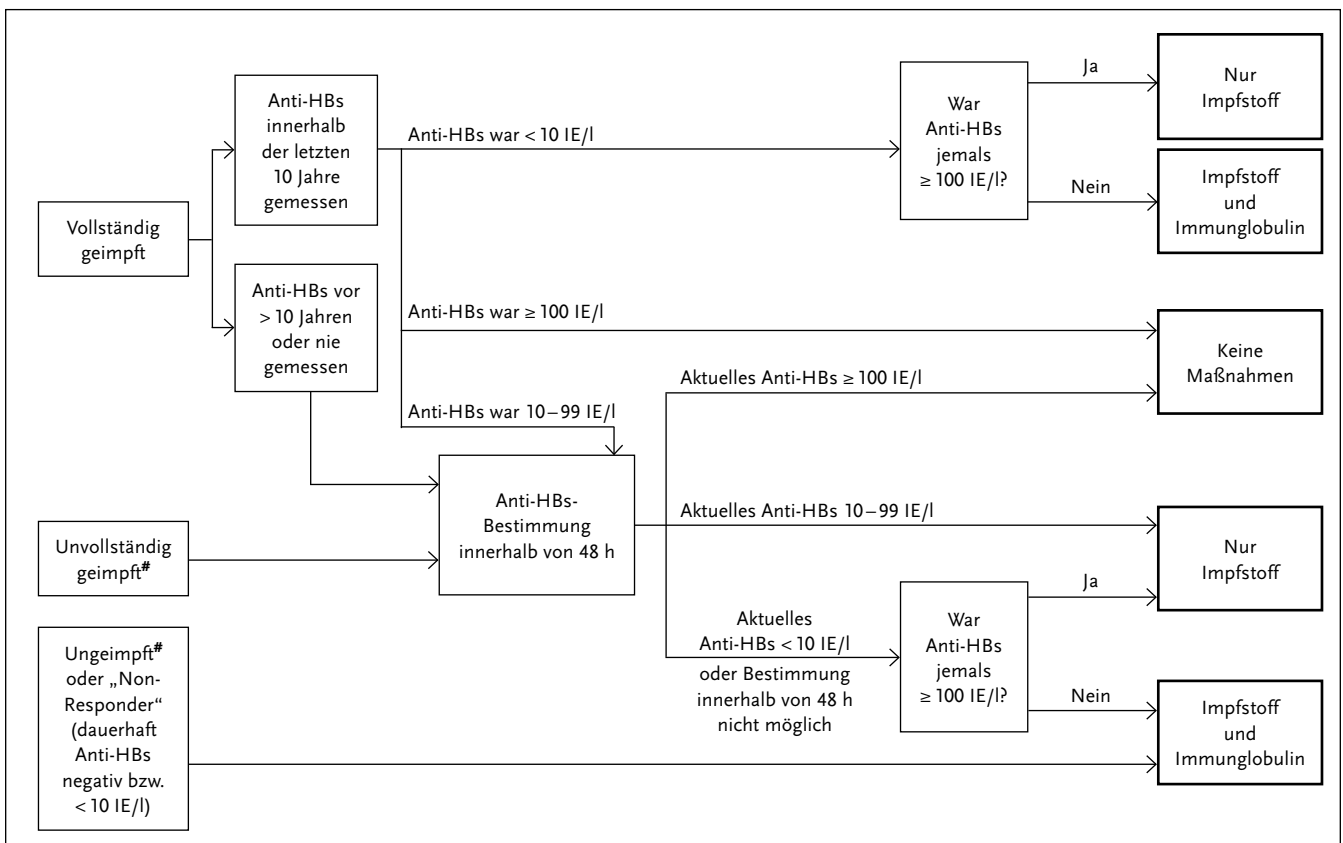 Vollständig
geimpft
Anti-HBs
innerhalb
der letzten
10 Jahre
gemessen
Anti-HBs vor
> 10 Jahren
oder nie
gemessen
Anti-HBs war < 10 IE/l
War
Anti-HBs
jemals
≥ 100 IE/l?
Ja
Nur
Impfstoff
Nein
Impfstoff
und
Immunglobulin
Anti-HBs war ≥ 100 IE/l
Keine
Maßnahmen
Aktuelles Anti-HBs ≥ 100 IE/l
Anti-HBs war 10–99 IE/l
Unvollständig
geimpft#
Anti-HBs-
Bestimmung
innerhalb von 48 h
Aktuelles Anti-HBs 10–99 IE/l
Nur
Impfstoff
Aktuelles
Anti-HBs < 10 IE/l
oder Bestimmung
innerhalb von 48 h
nicht möglich
War
Anti-HBs
jemals
≥ 100 IE/l?
Ja
Nein
Impfstoff
und
Immunglobulin
Ungeimpft#
oder „Non-
Responder“
(dauerhaft
Anti-HBs
negativ bzw.
< 10 IE/l)